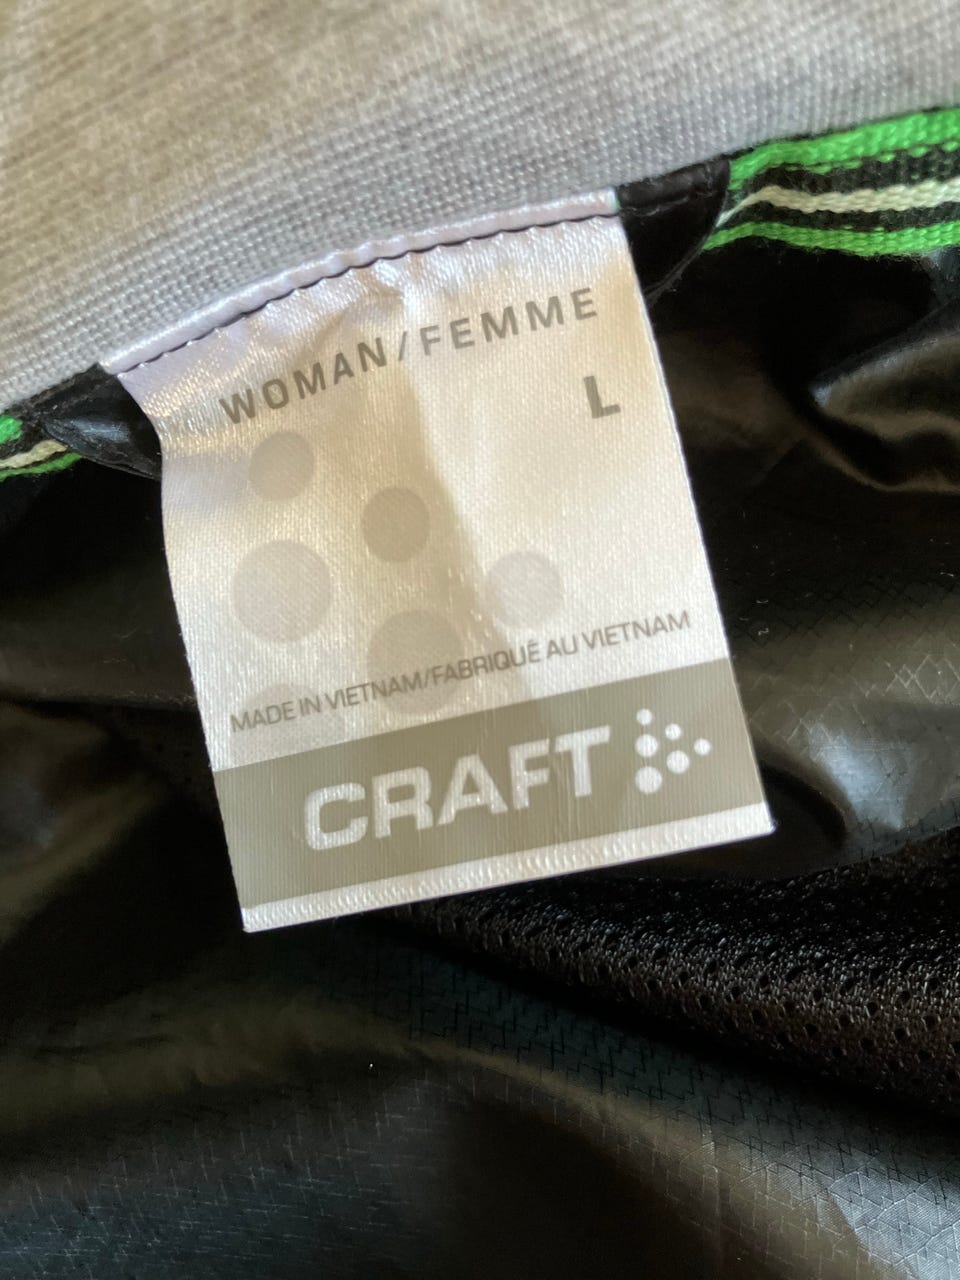 WOMAN/FEMME
L
MADE IN VIETNAM/FABRIQUÉ AU VIETNAM
CRAFT